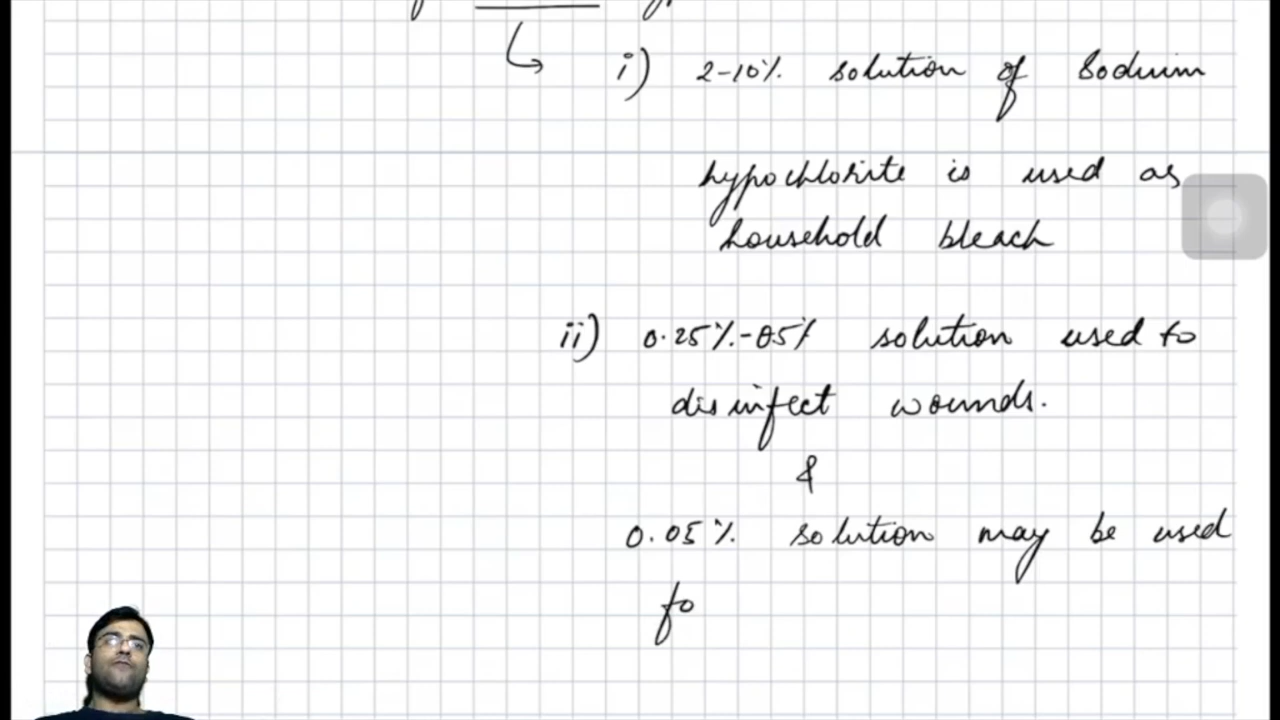 i) 2-10% solution of Sodium
hypochlorite is used as
household bleach
ii) 0.25%-0.5% solution used to
disinfect wounds.
&
0.05% solution may be used
fo